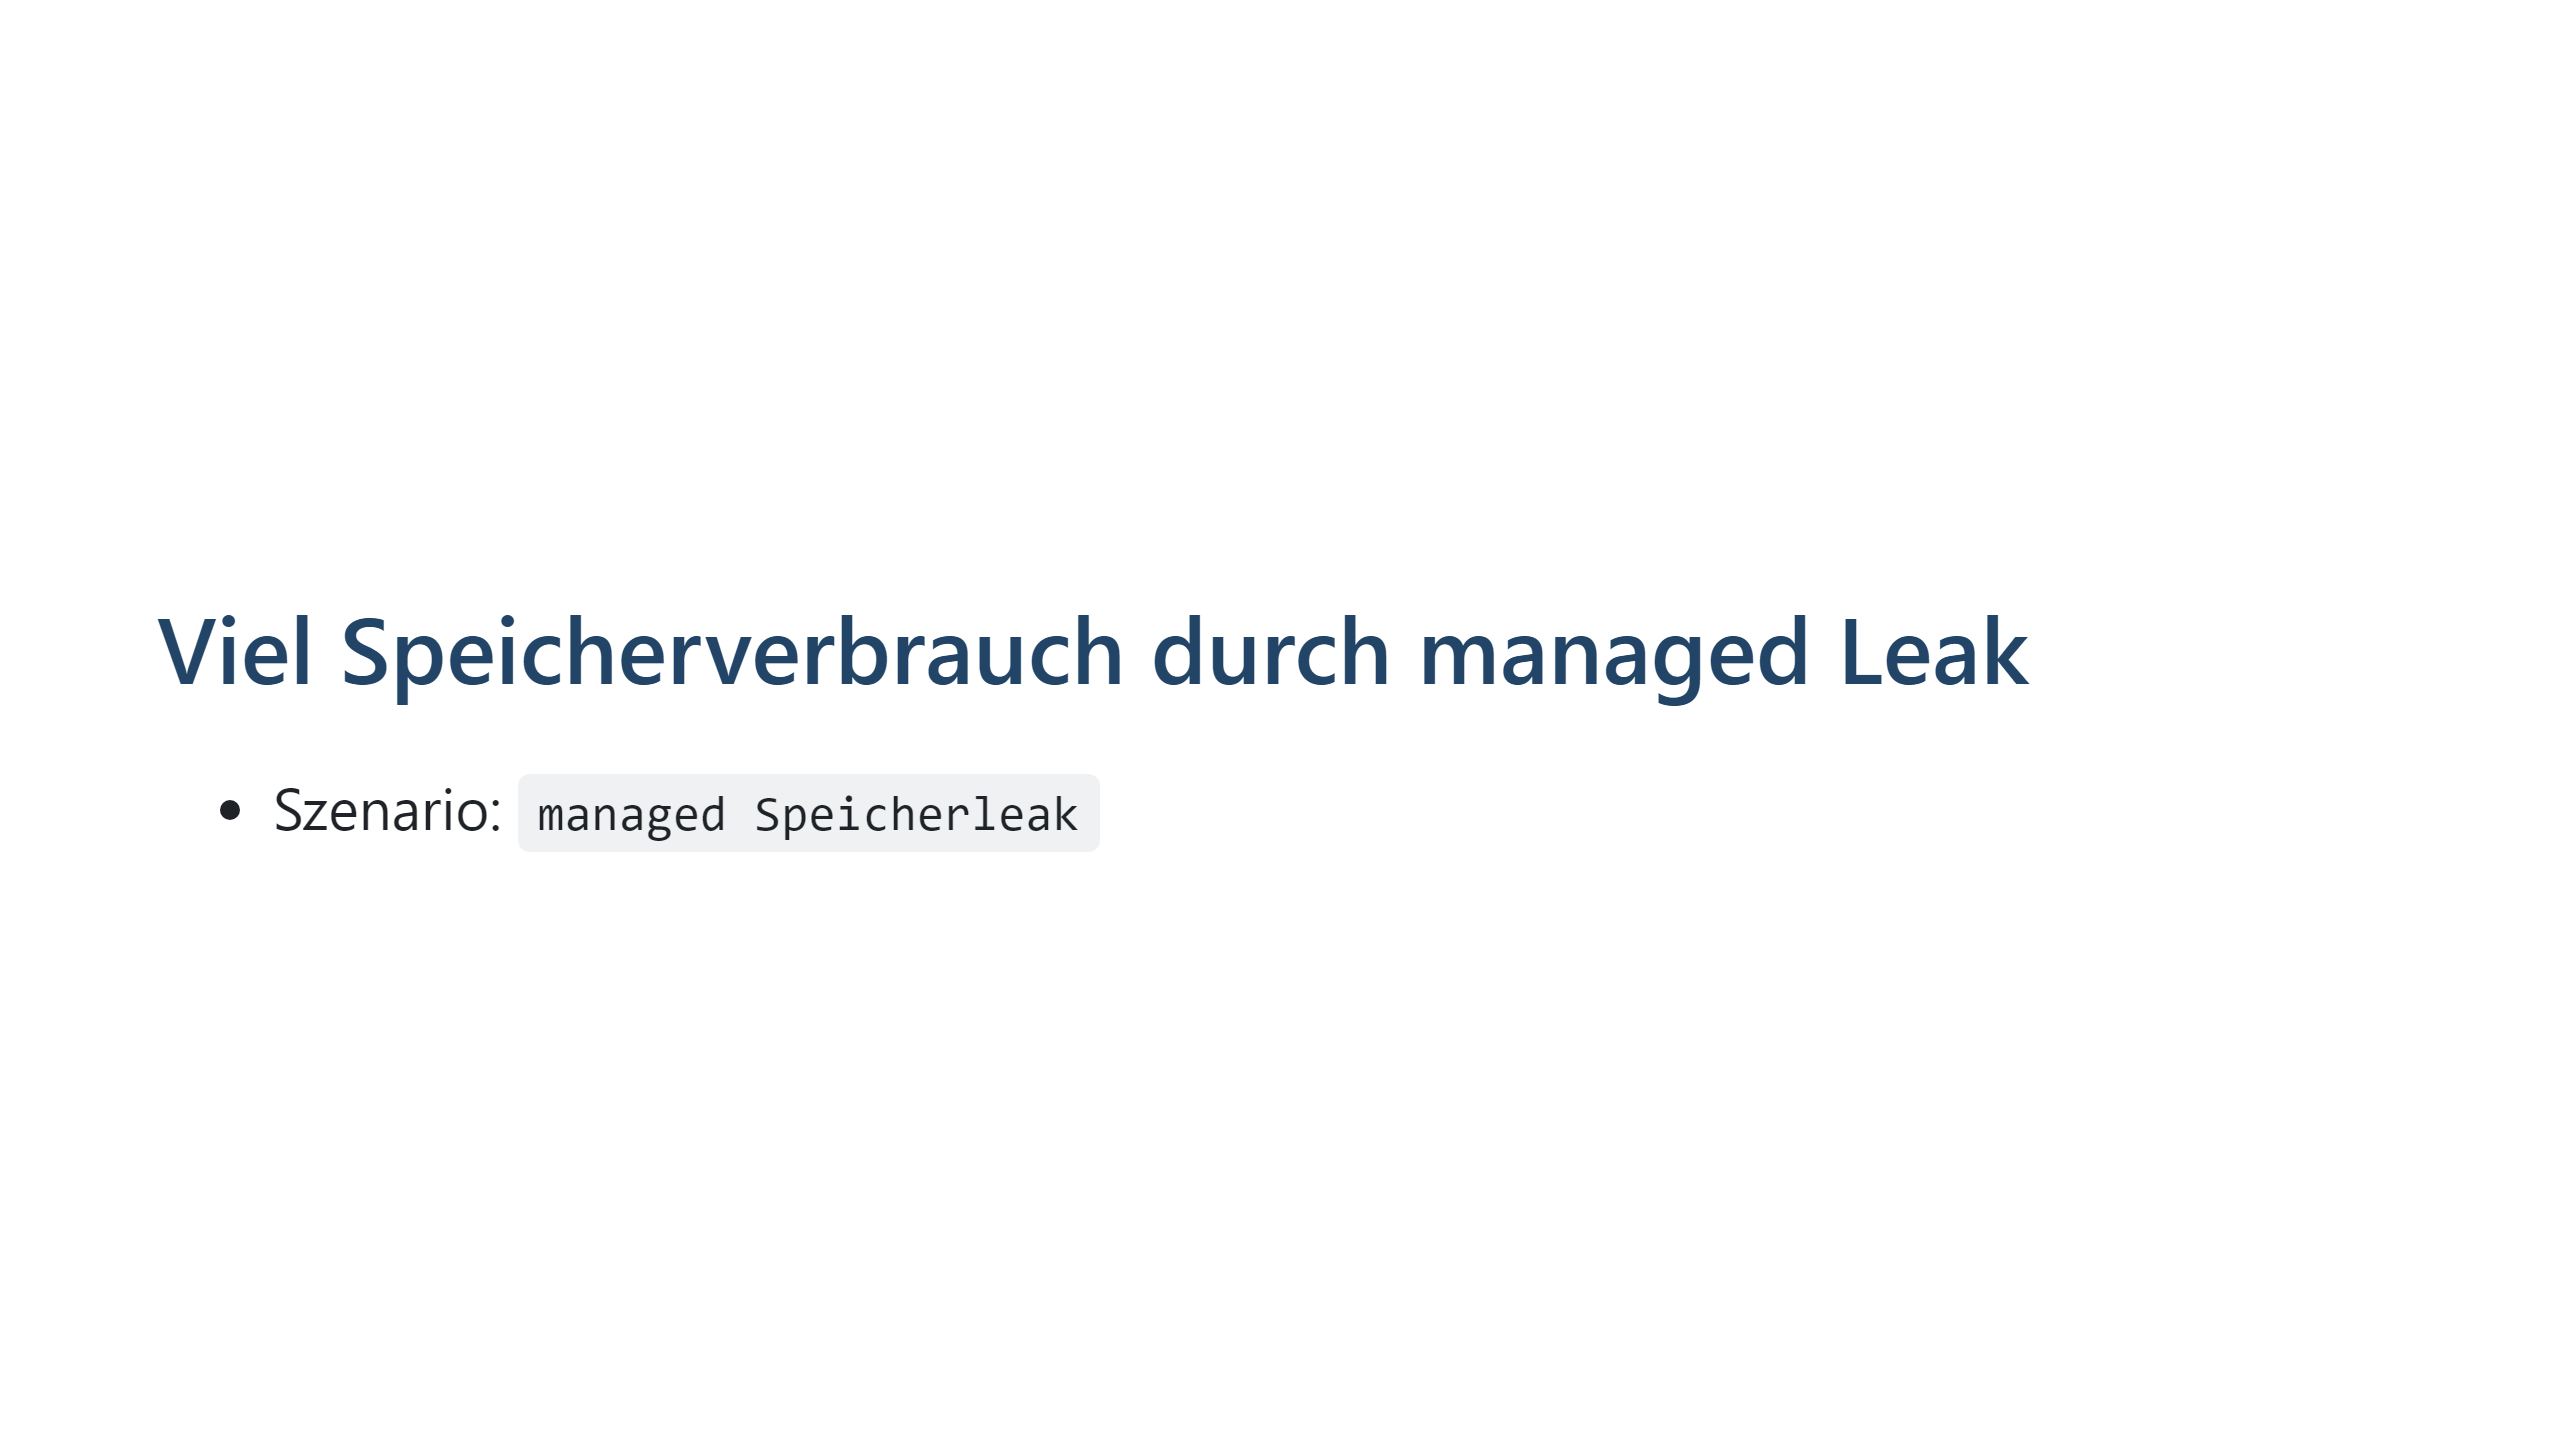 Viel Speicherverbrauch durch managed Leak
• Szenario: managed Speicherleak